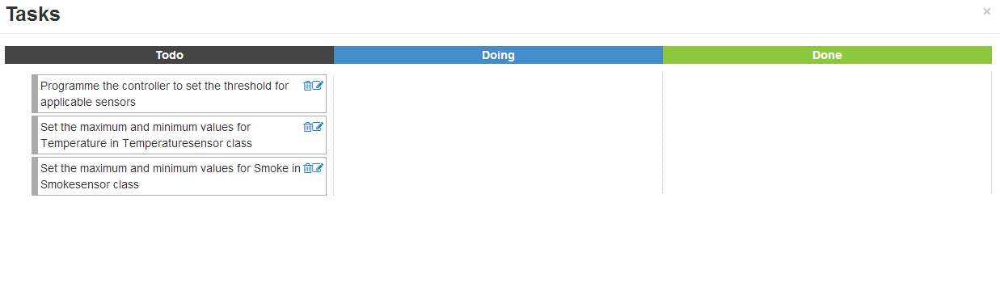 Tasks
×
Todo
Doing
Done
Programme the controller to set the threshold for
applicable sensors
Set the maximum and minimum values for
Temperature in Temperaturesensor class
Set the maximum and minimum values for Smoke in
Smokesensor class